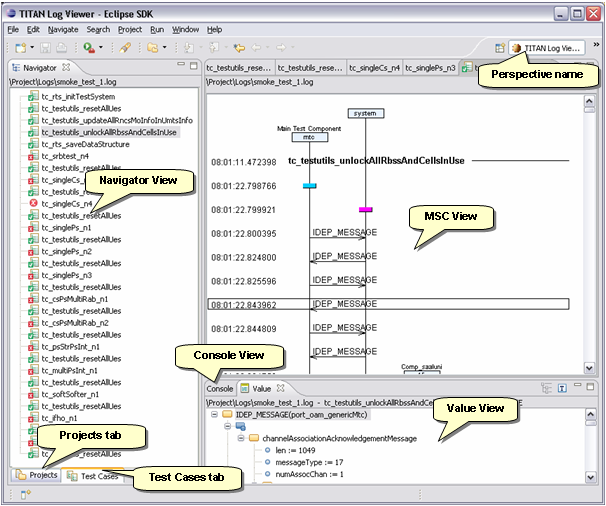 TITAN Log Viewer - Eclipse SDK
File Edit Navigate Search Project Run Window Help
TITAN Log Vie...
Perspective name
Navigator
\Project\Logs\smoke_test_1.log
tc_rts_initTestSystem
tc_testutils_resetAllUes
tc_testutils_updateAllRncsMoInfoInUmtsInfo
tc_testutils_unlockAllRbssAndCellsInUse
tc_rts_saveDataStructure
tc_testutils_resetAllUes
tc_srbtest_n4
tc_testutils_resetAllUes
tc_singleCs_n
tc_testutils_res
tc_singleCs_n4
tc_testutils_resetAllUes
tc_singlePs_n1
tc_testutils_resetAllUes
tc_singlePs_n2
tc_testutils_resetAllUes
tc_singlePs_n3
tc_testutils_resetAllUes
tc_csPsMultiRab_n1
tc_testutils_resetAllUes
tc_csPsMultiRab_n2
tc_testutils_resetAllUes
tc_psStrPsInt_n1
tc_testutils_resetAllUes
tc_multiPsInt_n1
tc_testutils_resetAllUes
tc_softSofter_n1
tc_testutils_resetAllUes
tc_ifho_n1
tc_testutils_resetAllUes
Navigator View
Projects tab
Projects
Test Cases
Test Cases tab
tc_testutils_rese...
tc_testutils_rese...
tc_singleCs_n4
tc_singlePs_n3
\Project\Logs\smoke_test_1.log
system
Main Test Component
mtc
08:01:11.472398 tc_testutils_unlockAllRbssAndCellsInUse
08:01:22.798766
08:01:22.799921
MSC View
08:01:22.800395 IDEP_MESSAGE
08:01:22.824800 IDEP_MESSAGE
08:01:22.825596 IDEP_MESSAGE
08:01:22.843962 IDEP_MESSAGE
08:01:22.844809 IDEP_MESSAGE
IDEP_MESSAGE
Comp_saaluni
Console View
Console
Value
\Project\Logs\smoke_test_1.log - tc_testutils_unlockAllRbssAndCellsInUse
Value View
IDEP_MESSAGE(port_oam_genericMtc)
channelAssociationAcknowledgementMessage
len := 1049
messageType := 17
numAssocChan := 1